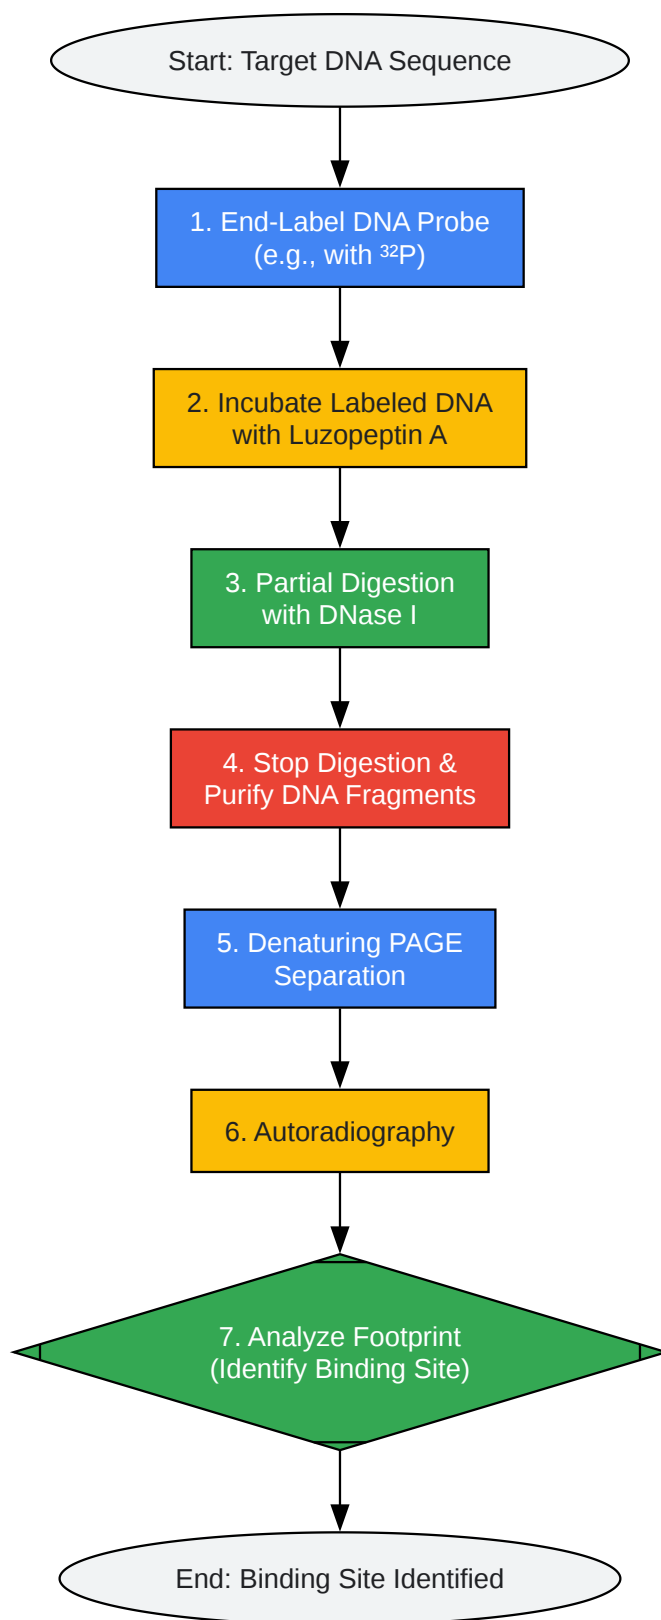 Start: Target DNA Sequence
1. End-Label DNA Probe
(e.g., with ³²P)
2. Incubate Labeled DNA
with Luzopeptin A
3. Partial Digestion
with DNase I
4. Stop Digestion &
Purify DNA Fragments
5. Denaturing PAGE
Separation
6. Autoradiography
7. Analyze Footprint
(Identify Binding Site)
End: Binding Site Identified